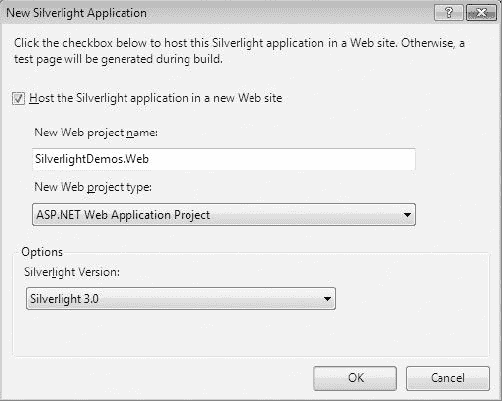 New Silverlight Application
Click the checkbox below to host this Silverlight application in a Web site. Otherwise, a
test page will be generated during build.
Host the Silverlight application in a new Web site
New Web project name:
SilverlightDemos.Web
New Web project type:
ASP.NET Web Application Project
Options
Silverlight Version:
Silverlight 3.0
OK
Cancel